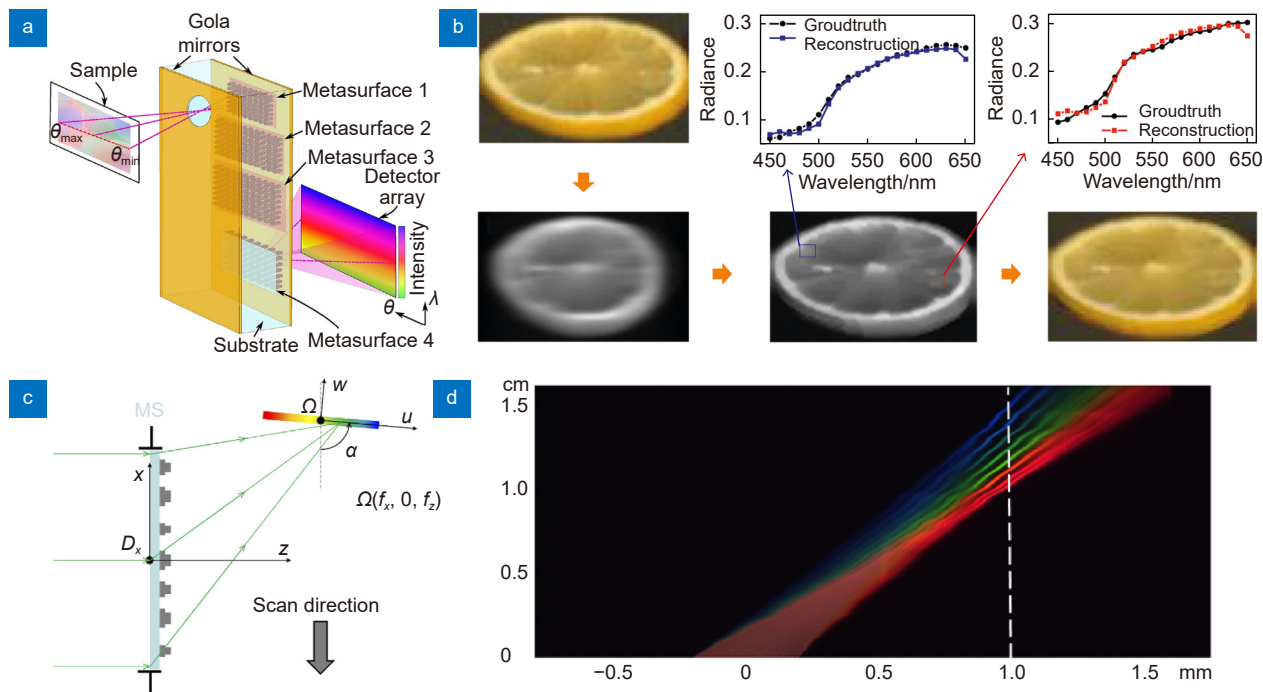 a
Gola
mirrors
Sample
Metasurface 1
Metasurface 2
Metasurface 3
Detector
array
θmax
θmin
Intensity
λ
θ
Substrate
Metasurface 4
b
0.3
0.2
0.1
Radiance
Groudtruth
Reconstruction
450 500 550 600 650
Wavelength/nm
0.3
0.2
0.1
Radiance
Groudtruth
Reconstruction
450 500 550 600 650
Wavelength/nm
c
MS
w
Ω
u
α
x
Ω(fx, 0, fz)
Dx
z
Scan direction
d
cm
1.5
1.0
0.5
0
−0.5 0 0.5 1.0 1.5 mm